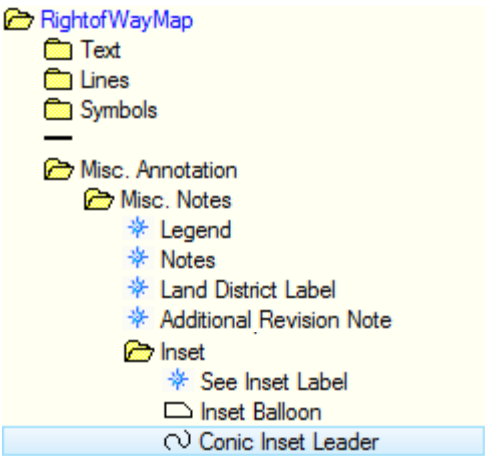 RightofWayMap
Text
Lines
Symbols
Misc. Annotation
Misc. Notes
Legend
Notes
Land District Label
Additional Revision Note
Inset
See Inset Label
Inset Balloon
Conic Inset Leader